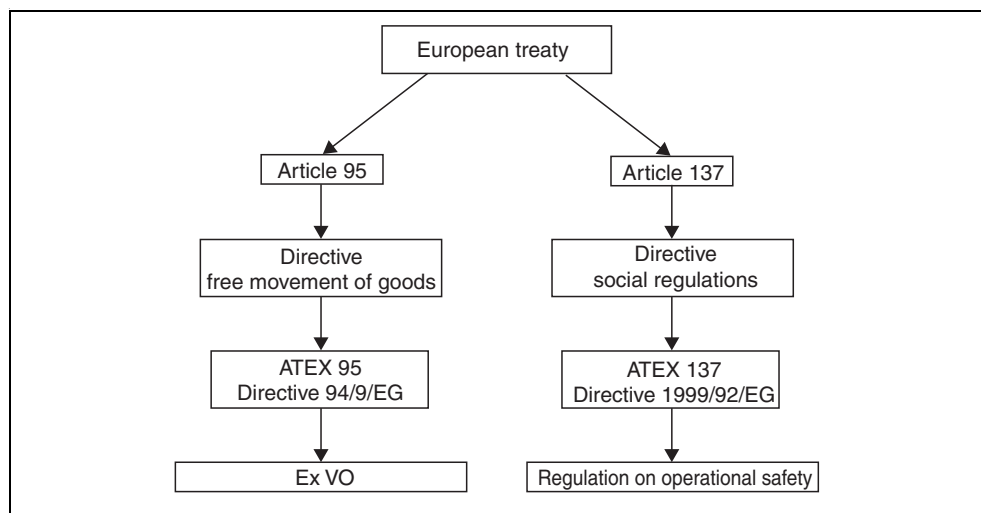 European treaty
Article 95
Article 137
Directive
free movement of goods
Directive
social regulations
ATEX 95
Directive 94/9/EG
ATEX 137
Directive 1999/92/EG
Ex VO
Regulation on operational safety